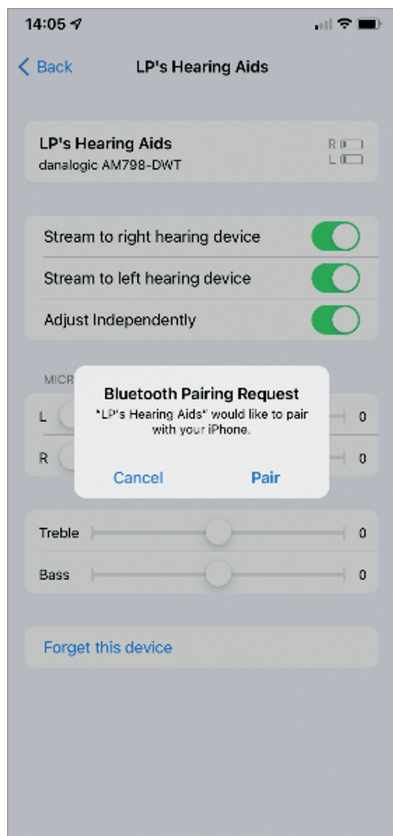 14:05
Back
LP's Hearing Aids
LP's Hearing Aids
danalogic AM798-DWT
R
L
Stream to right hearing device
Stream to left hearing device
Adjust Independently
MICR
Bluetooth Pairing Request
"LP's Hearing Aids" would like to pair
with your iPhone.
Cancel Pair
L 0
R 0
Treble 0
Bass 0
Forget this device